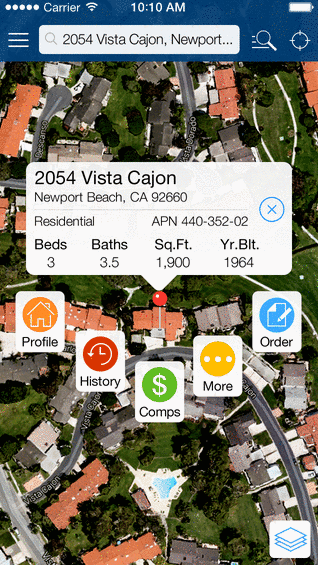 Carrier 10:10 AM
2054 Vista Cajon, Newport...
Vista Dorado
2054 Vista Cajon
Newport Beach, CA 92660
Residential APN 440-352-02
Beds Baths Sq.Ft. Yr.Blt.
3 3.5 1,900 1964
Profile
Order
History
More
$
Comps
Vista Cajon